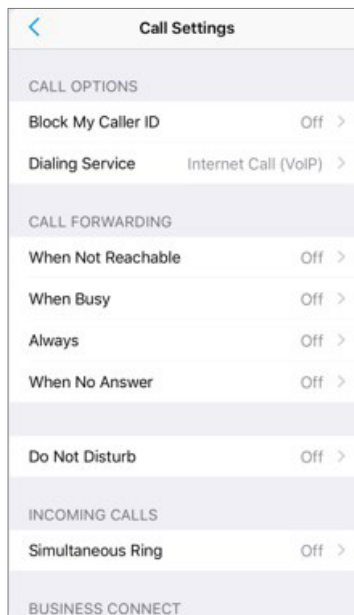 Call Settings
CALL OPTIONS
Block My Caller ID Off
Dialing Service Internet Call (VoIP)
CALL FORWARDING
When Not Reachable Off
When Busy Off
Always Off
When No Answer Off
Do Not Disturb Off
INCOMING CALLS
Simultaneous Ring Off
BUSINESS CONNECT